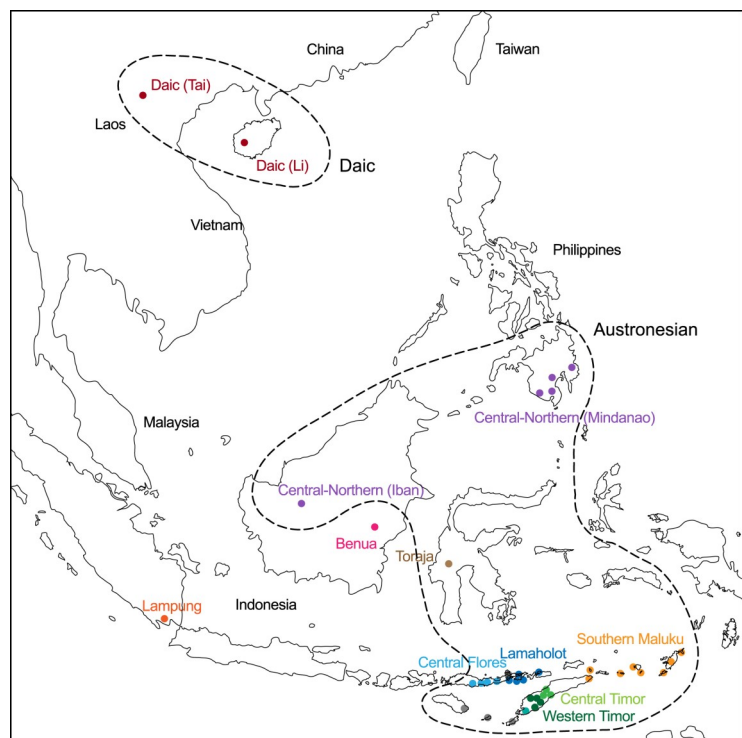 China
Taiwan
Daic (Tai)
Laos
Daic (Li)
Daic
Vietnam
Philippines
Austronesian
Malaysia
Central-Northern (Mindanao)
Central-Northern (Iban)
Benua
Toraja
Lampung
Indonesia
Southern Maluku
Lamaholot
Central Flores
Central Timor
Western Timor